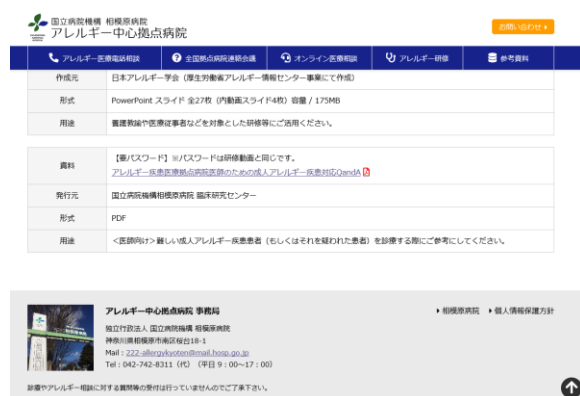 国立病院機構 相模原病院
アレルギー中心拠点病院
お問い合わせ
アレルギー医療電話相談
全国拠点病院連絡会議
オンライン医療相談
アレルギー研修
参考資料
作成元 日本アレルギー学会（厚生労働省アレルギー情報センター事業にて作成）
形式 PowerPoint スライド 全27枚（内動画スライド4枚）容量 / 175MB
用途 養護教諭や医療従事者などを対象とした研修等にご活用ください。
資料 【要パスワード】※パスワードは研修動画と同じです。
アレルギー疾患医療拠点病院医師のための成人アレルギー疾患対応QandA
発行元 国立病院機構相模原病院 臨床研究センター
形式 PDF
用途 <医師向け> 難しい成人アレルギー疾患患者（もしくはそれを疑われた患者）を診療する際にご参考にしてください。
アレルギー中心拠点病院 事務局
相模原病院 個人情報保護方針
独立行政法人 国立病院機構 相模原病院
神奈川県相模原市南区桜台18-1
Mail : 222-allergykyoten@mail.hosp.go.jp
Tel : 042-742-8311（代）（平日 9：00～17：00）
診療やアレルギー相談に対する質問等の受付は行っていませんのでご了承下さい。